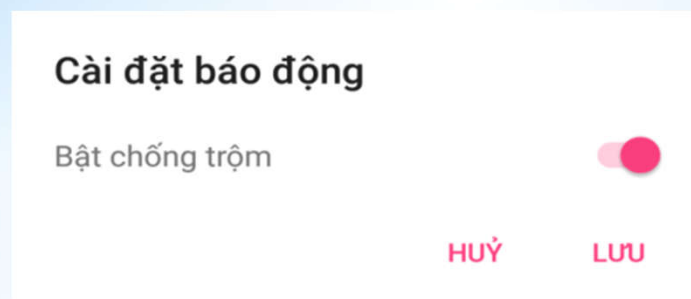 Cài đặt báo động
Bật chống trộm
HUỶ LƯU